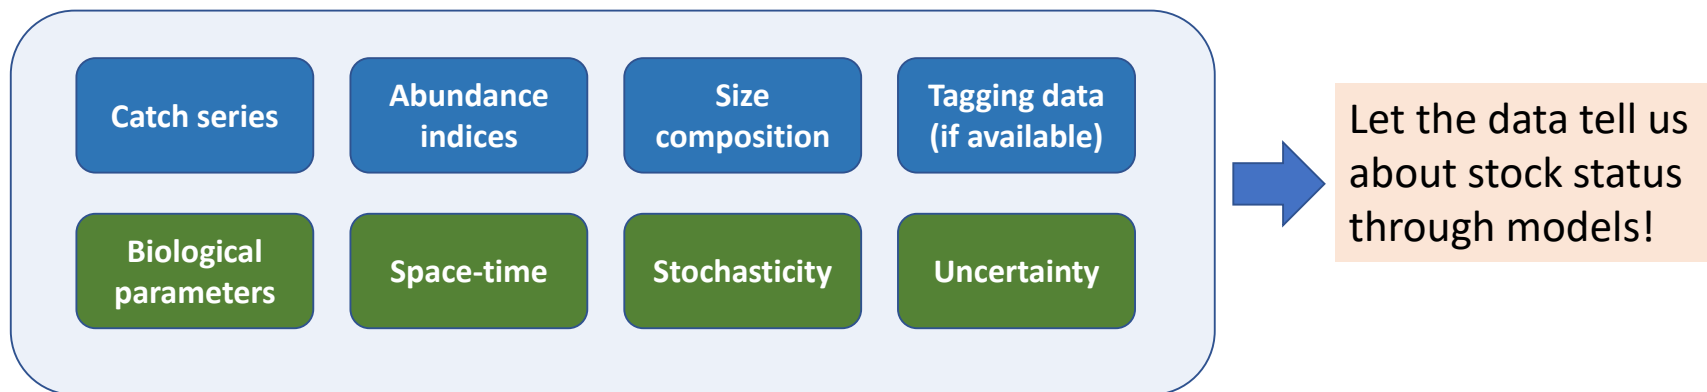 Catch series
Abundance
indices
Size
composition
Tagging data
(if available)
Biological
parameters
Space-time
Stochasticity
Uncertainty
Let the data tell us
about stock status
through models!